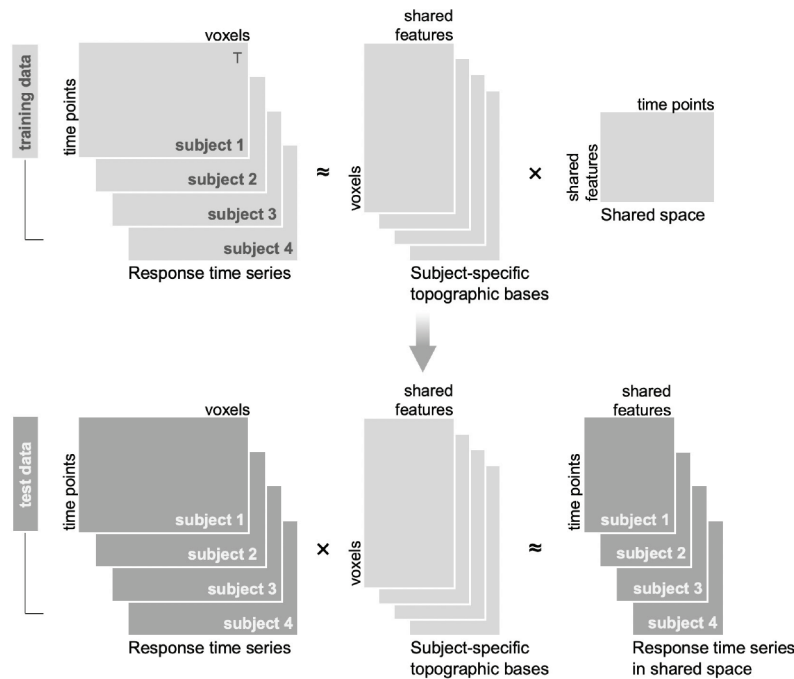 training data
voxels
T
time points
subject 1
subject 2
subject 3
subject 4
Response time series
≈
shared
features
voxels
Subject-specific
topographic bases
×
time points
shared
features
Shared space
test data
voxels
time points
subject 1
subject 2
subject 3
subject 4
Response time series
×
shared
features
voxels
Subject-specific
topographic bases
≈
shared
features
time points
subject 1
subject 2
subject 3
subject 4
Response time series
in shared space